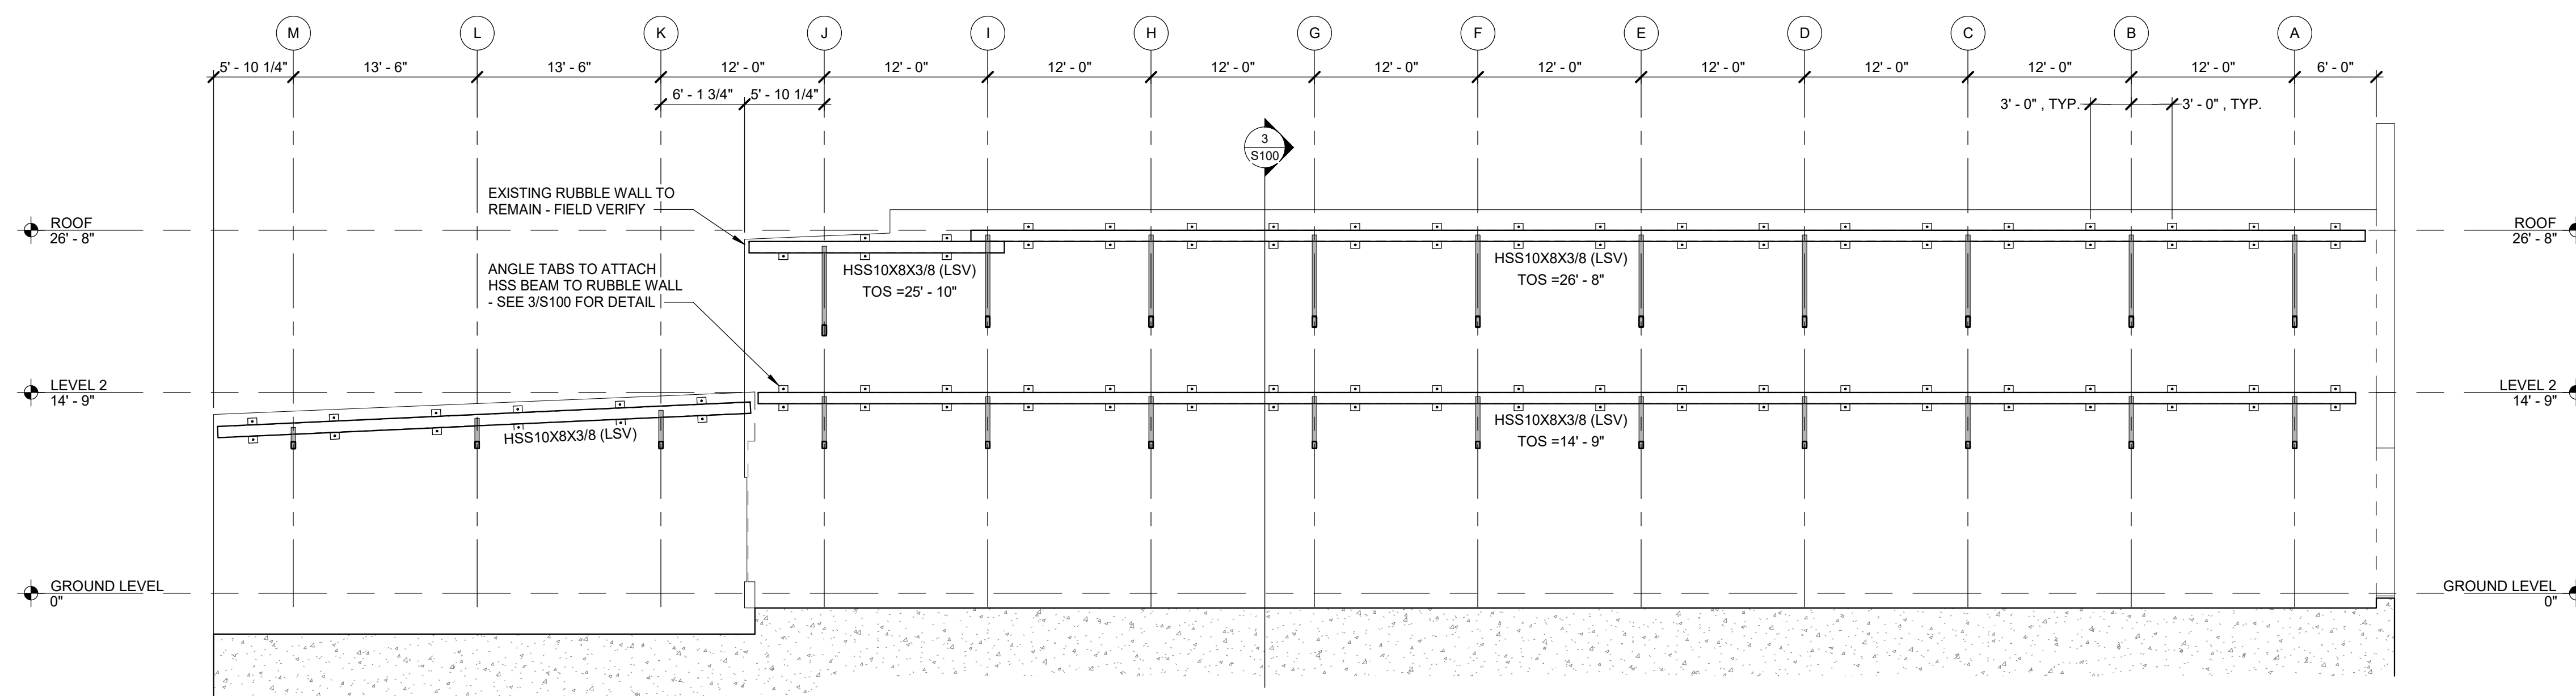 M L K J I H G F E D C B A
5' - 10 1/4" 13' - 6" 13' - 6" 12' - 0" 12' - 0" 12' - 0" 12' - 0" 12' - 0" 12' - 0" 12' - 0" 12' - 0" 12' - 0" 12' - 0" 6' - 0"
6' - 1 3/4" 5' - 10 1/4"
3' - 0" , TYP. 3' - 0" , TYP.
3
S100
EXISTING RUBBLE WALL TO
REMAIN - FIELD VERIFY
ROOF
26' - 8"
ROOF
26' - 8"
ANGLE TABS TO ATTACH
HSS BEAM TO RUBBLE WALL
- SEE 3/S100 FOR DETAIL
HSS10X8X3/8 (LSV)
TOS =25' - 10"
HSS10X8X3/8 (LSV)
TOS =26' - 8"
LEVEL 2
14' - 9"
LEVEL 2
14' - 9"
HSS10X8X3/8 (LSV)
HSS10X8X3/8 (LSV)
TOS =14' - 9"
GROUND LEVEL
0"
GROUND LEVEL
0"